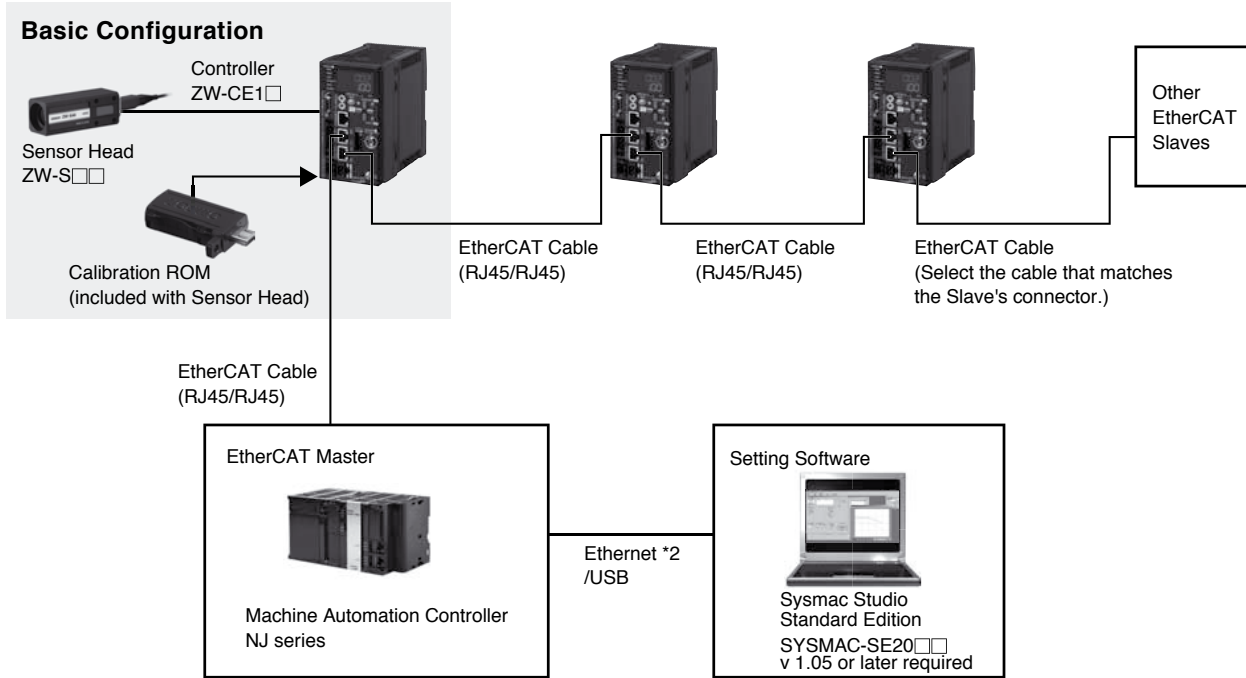 Basic Configuration
Controller
ZW-CE1□
Sensor Head
ZW-S□□
Calibration ROM
(included with Sensor Head)
EtherCAT Cable
(RJ45/RJ45)
EtherCAT Cable
(RJ45/RJ45)
EtherCAT Cable
(Select the cable that matches
the Slave's connector.)
Other
EtherCAT
Slaves
EtherCAT Cable
(RJ45/RJ45)
EtherCAT Master
Machine Automation Controller
NJ series
Ethernet *2
/USB
Setting Software
Sysmac Studio
Standard Edition
SYSMAC-SE20□□
v 1.05 or later required